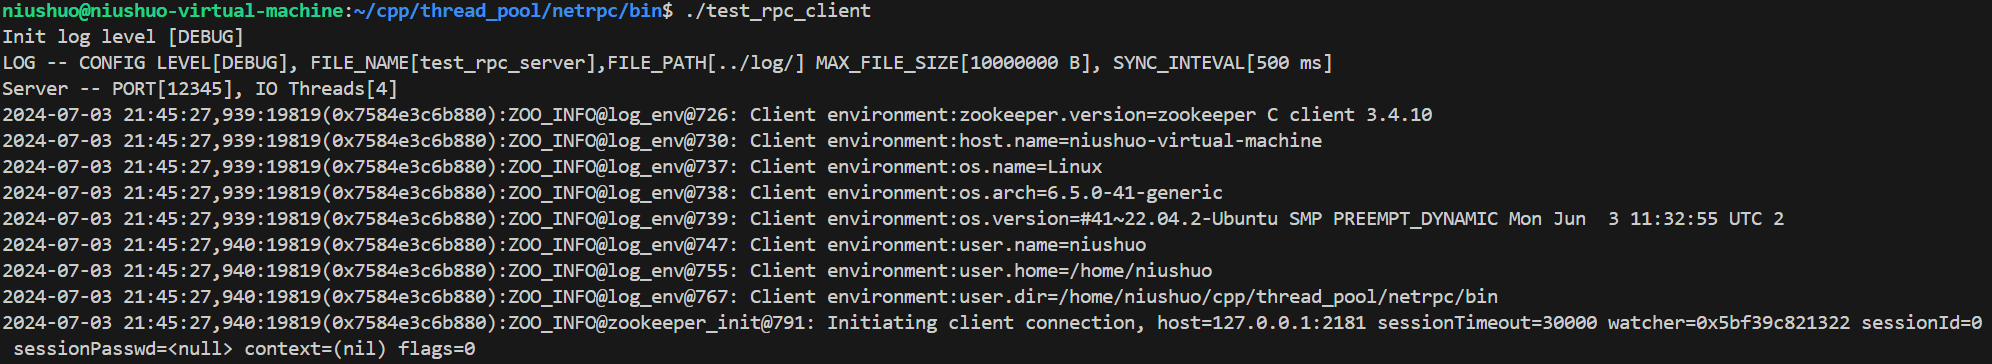 niushuo@niushuo-virtual-machine:~/cpp/thread_pool/netrpc/bin$ ./test_rpc_client
Init log level [DEBUG]
LOG -- CONFIG LEVEL[DEBUG], FILE_NAME[test_rpc_server],FILE_PATH[../log/] MAX_FILE_SIZE[10000000 B], SYNC_INTEVAL[500 ms]
Server -- PORT[12345], IO Threads[4]
2024-07-03 21:45:27,939:19819(0x7584e3c6b880):ZOO_INFO@log_env@726: Client environment:zookeeper.version=zookeeper C client 3.4.10
2024-07-03 21:45:27,939:19819(0x7584e3c6b880):ZOO_INFO@log_env@730: Client environment:host.name=niushuo-virtual-machine
2024-07-03 21:45:27,939:19819(0x7584e3c6b880):ZOO_INFO@log_env@737: Client environment:os.name=Linux
2024-07-03 21:45:27,939:19819(0x7584e3c6b880):ZOO_INFO@log_env@738: Client environment:os.arch=6.5.0-41-generic
2024-07-03 21:45:27,939:19819(0x7584e3c6b880):ZOO_INFO@log_env@739: Client environment:os.version=#41~22.04.2-Ubuntu SMP PREEMPT_DYNAMIC Mon Jun  3 11:32:55 UTC 2
2024-07-03 21:45:27,940:19819(0x7584e3c6b880):ZOO_INFO@log_env@747: Client environment:user.name=niushuo
2024-07-03 21:45:27,940:19819(0x7584e3c6b880):ZOO_INFO@log_env@755: Client environment:user.home=/home/niushuo
2024-07-03 21:45:27,940:19819(0x7584e3c6b880):ZOO_INFO@log_env@767: Client environment:user.dir=/home/niushuo/cpp/thread_pool/netrpc/bin
2024-07-03 21:45:27,940:19819(0x7584e3c6b880):ZOO_INFO@zookeeper_init@791: Initiating client connection, host=127.0.0.1:2181 sessionTimeout=30000 watcher=0x5bf39c821322 sessionId=0
 sessionPasswd=<null> context=(nil) flags=0